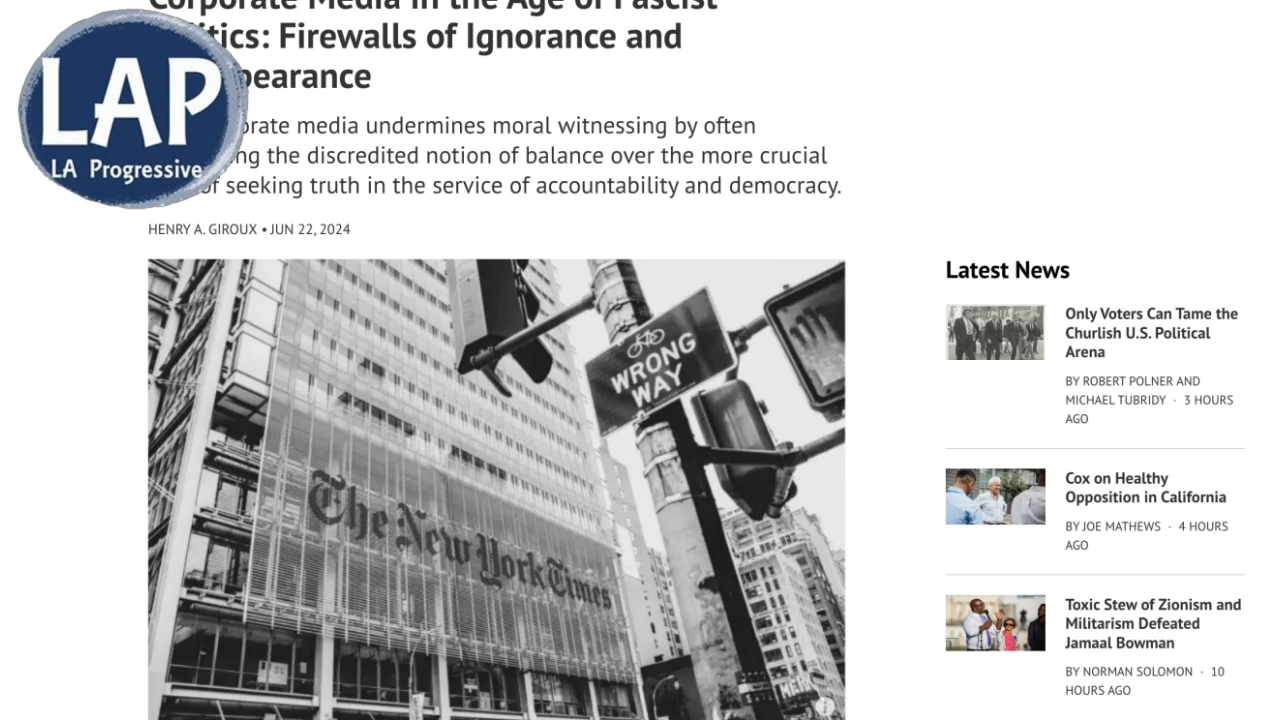 Corporate Media in the Age of Fascist
tics: Firewalls of Ignorance and
pearance
LAP
LA Progressive
orate media undermines moral witnessing by often
ng the discredited notion of balance over the more crucial
of seeking truth in the service of accountability and democracy.
HENRY A. GIROUX • JUN 22, 2024
WRONG
WAY
The New York Times
Latest News
Only Voters Can Tame the
Churlish U.S. Political
Arena
BY ROBERT POLNER AND
MICHAEL TUBRIDY · 3 HOURS
AGO
Cox on Healthy
Opposition in California
BY JOE MATHEWS · 4 HOURS
AGO
Toxic Stew of Zionism and
Militarism Defeated
Jamaal Bowman
BY NORMAN SOLOMON · 10
HOURS AGO